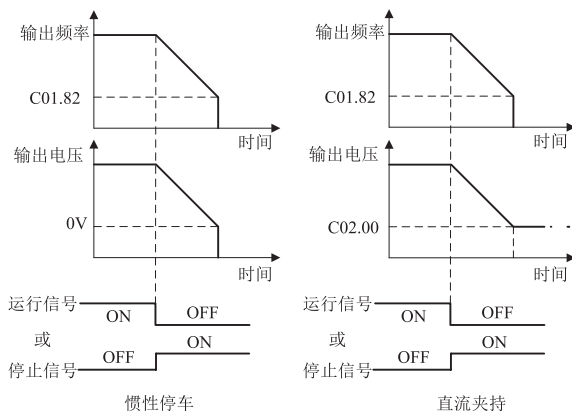 输出频率
C01.82
时间
输出电压
0V
时间
运行信号
ON
OFF
或
OFF
ON
停止信号
惯性停车
输出频率
C01.82
时间
输出电压
C02.00
时间
运行信号
ON
OFF
或
OFF
ON
停止信号
直流夹持